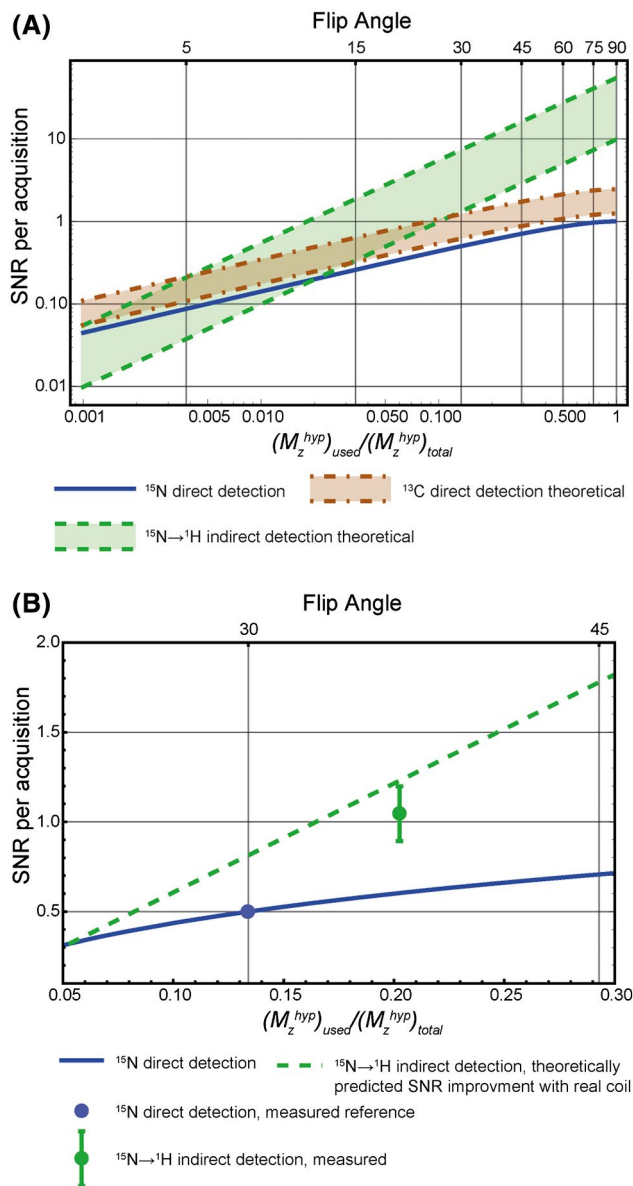 (A)
Flip Angle
5 15 30 45 60 75 90
SNR per acquisition
10
1
0.10
0.01
0.001 0.005 0.010 0.050 0.100 0.500 1
(M_z^hyp)_used/(M_z^hyp)_total
¹⁵N direct detection
¹³C direct detection theoretical
¹⁵N→¹H indirect detection theoretical
(B)
Flip Angle
30 45
SNR per acquisition
2.0
1.5
1.0
0.5
0.05 0.10 0.15 0.20 0.25 0.30
(M_z^hyp)_used/(M_z^hyp)_total
¹⁵N direct detection
¹⁵N→¹H indirect detection, theoretically
predicted SNR improvment with real coil
¹⁵N direct detection, measured reference
¹⁵N→¹H indirect detection, measured